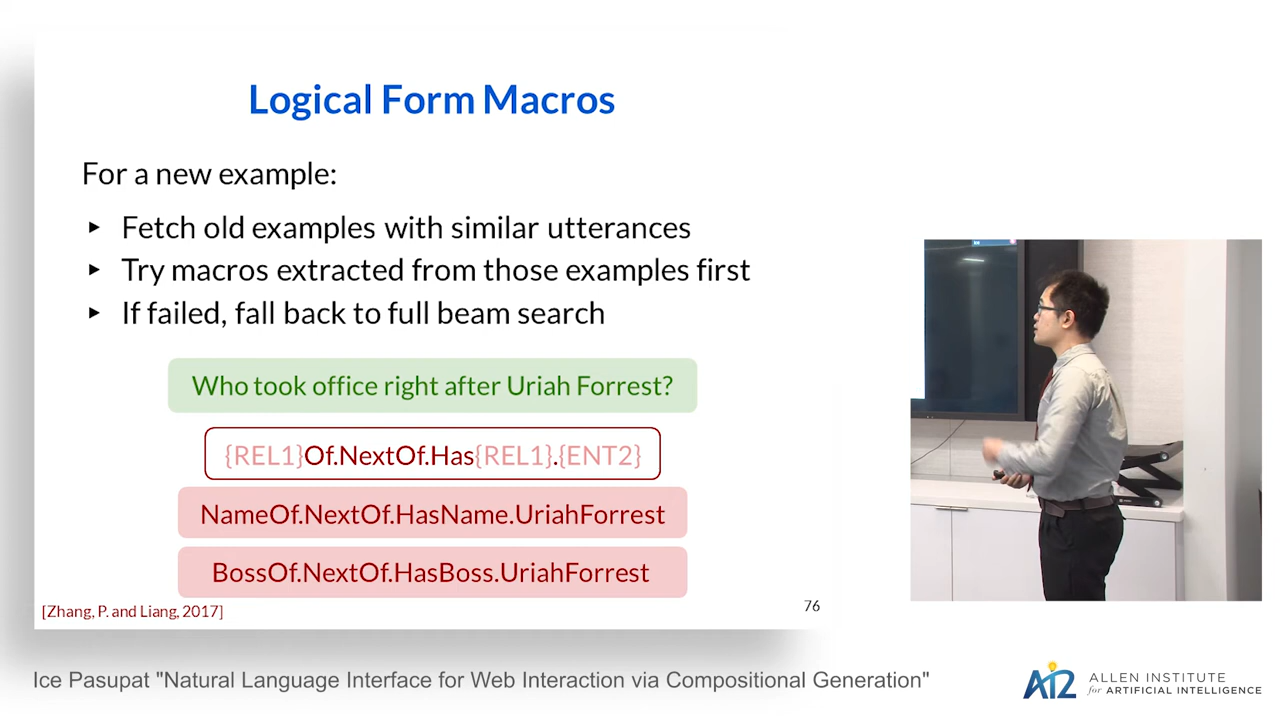 Logical Form Macros
For a new example:
▸ Fetch old examples with similar utterances
▸ Try macros extracted from those examples first
▸ If failed, fall back to full beam search
Who took office right after Uriah Forrest?
{REL1}Of.NextOf.Has{REL1}.{ENT2}
NameOf.NextOf.HasName.UriahForrest
BossOf.NextOf.HasBoss.UriahForrest
[Zhang, P. and Liang, 2017]
76
Ice Pasupat "Natural Language Interface for Web Interaction via Compositional Generation"
AI2
ALLEN INSTITUTE
for ARTIFICIAL INTELLIGENCE